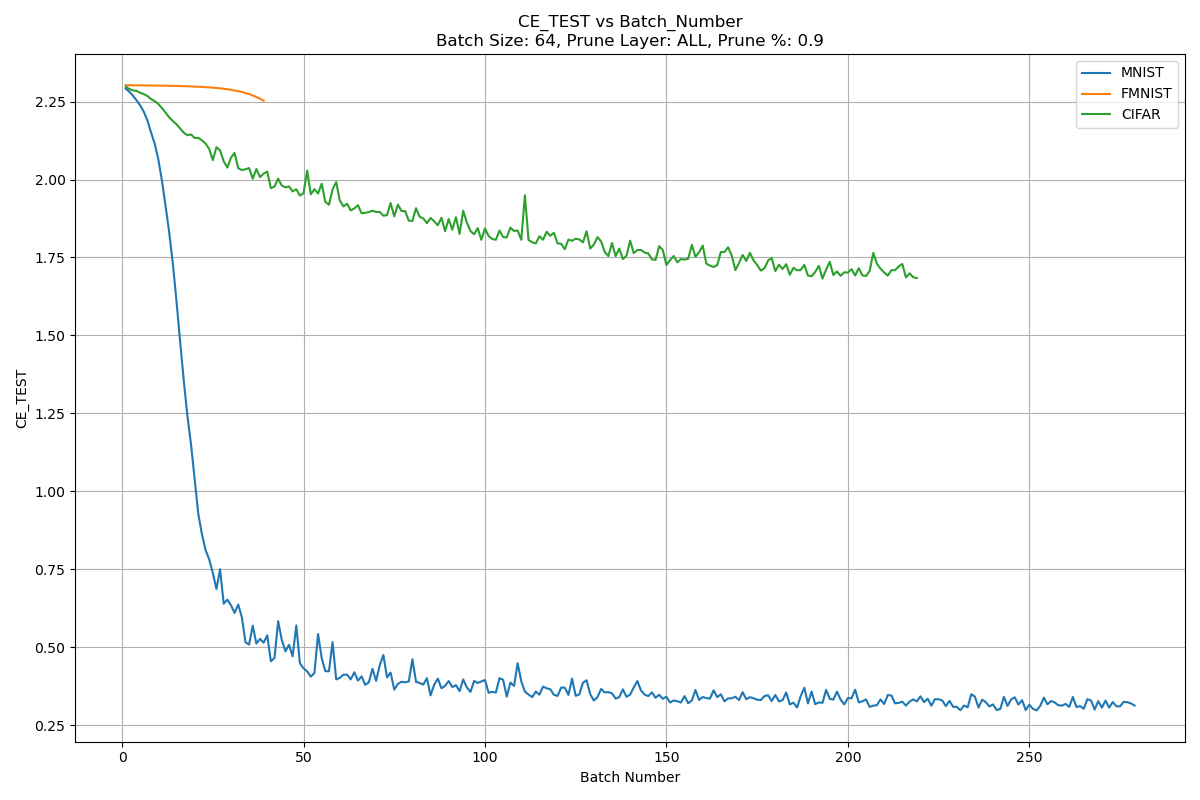 CE_TEST vs Batch_Number
Batch Size: 64, Prune Layer: ALL, Prune %: 0.9
MNIST
FMNIST
CIFAR
2.25
2.00
1.75
1.50
1.25
1.00
0.75
0.50
0.25
CE_TEST
0 50 100 150 200 250
Batch Number